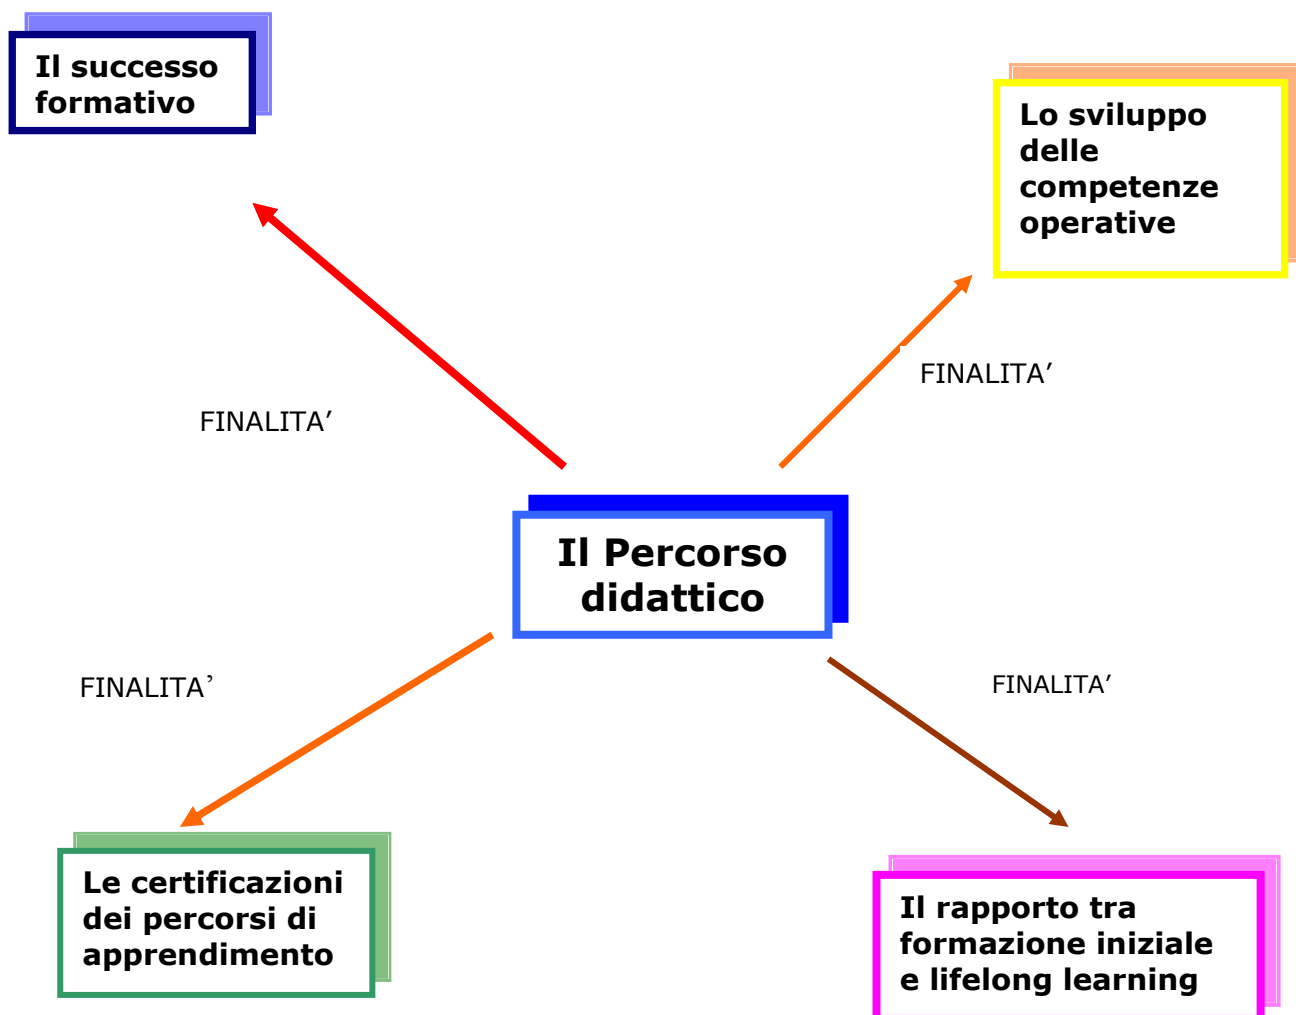 Il successo
formativo
Lo sviluppo
delle
competenze
operative
FINALITA’
FINALITA’
Il Percorso
didattico
FINALITA’
FINALITA’
Le certificazioni
dei percorsi di
apprendimento
Il rapporto tra
formazione iniziale
e lifelong learning